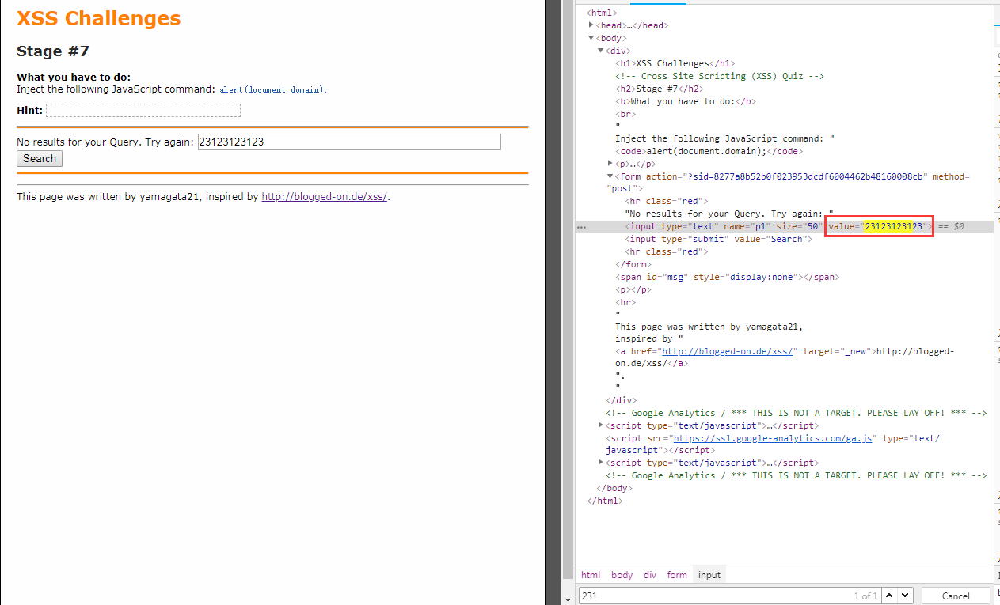 XSS Challenges
Stage #7
What you have to do:
Inject the following JavaScript command: alert(document.domain);
Hint:
No results for your Query. Try again: 23123123123
Search
This page was written by yamagata21, inspired by http://blogged-on.de/xss/.
<html>
<head>…</head>
<body>
<div>
<h1>XSS Challenges</h1>
<!-- Cross Site Scripting (XSS) Quiz -->
<h2>Stage #7</h2>
<b>What you have to do:</b>
<br>
"
Inject the following JavaScript command: "
<code>alert(document.domain);</code>
<p>…</p>
<form action="?sid=8277a8b52b0f023953dcdf6004462b48160008cb" method=
"post">
<hr class="red">
"No results for your Query. Try again: "
... <input type="text" name="p1" size="50" value="23123123123"> == $0
<input type="submit" value="Search">
<hr class="red">
</form>
<span id="msg" style="display:none"></span>
<p></p>
<hr>
"
This page was written by yamagata21,
inspired by "
<a href="http://blogged-on.de/xss/" target="_new">http://blogged-
on.de/xss/</a>
".
"
</div>
<!-- Google Analytics / *** THIS IS NOT A TARGET. PLEASE LAY OFF! *** -->
<script type="text/javascript">…</script>
<script src="https://ssl.google-analytics.com/ga.js" type="text/
javascript"></script>
<script type="text/javascript">…</script>
<!-- Google Analytics / *** THIS IS NOT A TARGET. PLEASE LAY OFF! *** -->
</body>
</html>
html body div form input
231 1 of 1 Cancel